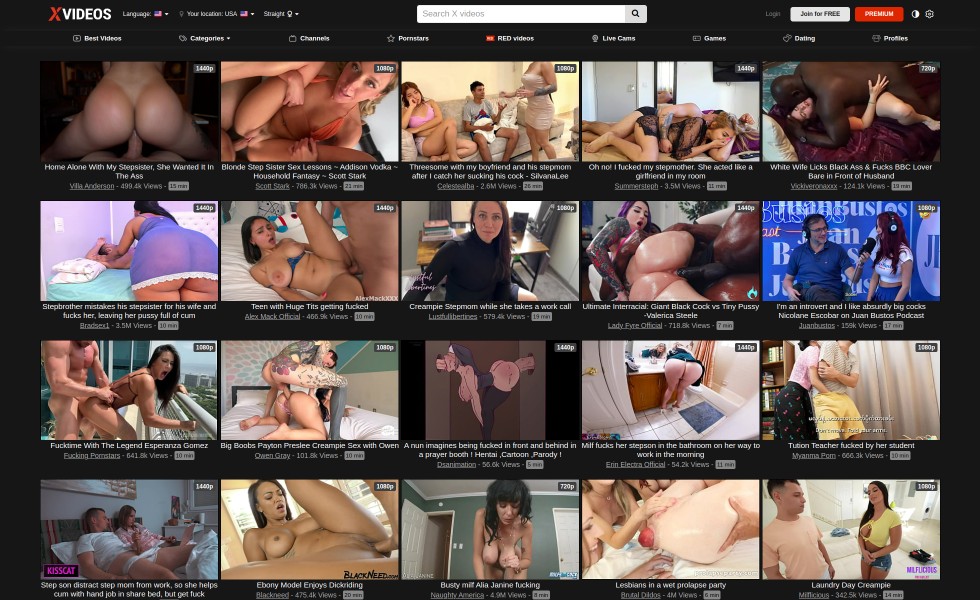 XVIDEOS
Language:
Your location: USA
Straight
Search X videos
Login
Join for FREE
PREMIUM
Best Videos
Categories
Channels
Pornstars
RED videos
Live Cams
Games
Dating
Profiles
1440p
1080p
1080p
1440p
720p
Home Alone With My Stepsister, She Wanted It In
The Ass
Villa Anderson - 499.4k Views - 15 min
Blonde Step Sister Sex Lessons ~ Addison Vodka ~
Household Fantasy ~ Scott Stark
Scott Stark - 786.3k Views - 21 min
Threesome with my boyfriend and his stepmom
after I catch her sucking his cock - SilvanaLee
Celestealba - 2.6M Views - 26 min
Oh no! I fucked my stepmother. She acted like a
girlfriend in my room
Summersteph - 3.5M Views - 11 min
White Wife Licks Black Ass & Fucks BBC Lover
Bare in Front of Husband
Vickiveronaxxx - 124.1k Views - 19 min
1440p
1440p
1080p
1440p
1080p
AlexMackXXX
Stepbrother mistakes his stepsister for his wife and
fucks her, leaving her pussy full of cum
Bradsex1 - 3.5M Views - 10 min
Teen with Huge Tits getting fucked
Alex Mack Official - 466.9k Views - 10 min
Creampie Stepmom while she takes a work call
Lustfullibertines - 579.4k Views - 19 min
Ultimate Interracial: Giant Black Cock vs Tiny Pussy
-Valerica Steele
Lady Fyre Official - 718.8k Views - 7 min
I'm an introvert and I like absurdly big cocks
Nicolane Escobar on Juan Bustos Podcast
Juanbustos - 159k Views - 17 min
1080p
1080p
1440p
1440p
1080p
Fucktime With The Legend Esperanza Gomez
Fucking Pornstars - 641.8k Views - 10 min
Big Boobs Payton Preslee Creampie Sex with Owen
Owen Gray - 101.8k Views - 10 min
A nun imagines being fucked in front and behind in
a prayer booth ! Hentai ,Cartoon ,Parody !
Dsanimation - 56.6k Views - 5 min
Milf fucks her stepson in the bathroom on her way to
work in the morning
Erin Electra Official - 54.2k Views - 11 min
Tution Teacher fucked by her student
Myanma Porn - 666.3k Views - 10 min
1440p
1080p
720p
1080p
1080p
KISSCAT
BLACKNEED.COM
MILFLICIOUS
Step son distract step mom from work, so she helps
cum with hand job in share bed, but get fuck
Ebony Model Enjoys Dickriding
Blackneed - 475.4k Views - 20 min
Busty milf Alia Janine fucking
Naughty America - 4.9M Views - 8 min
Lesbians in a wet prolapse party
Brutal Dildos - 4M Views - 6 min
Laundry Day Creampie
Milflicious - 342.5k Views - 14 min